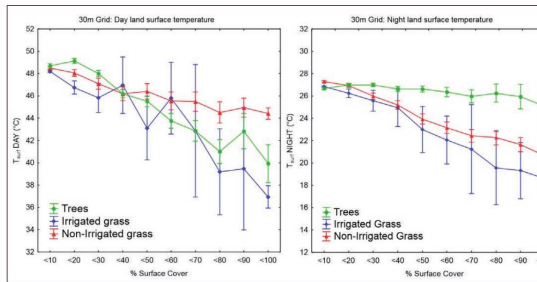 30m Grid: Day land surface temperature
52
50
48
46
44
42
40
38
36
34
32
Tsurf DAY (°C)
Trees
Irrigated grass
Non-Irrigated grass
<10 <20 <30 <40 <50 <60 <70 <80 <90 <100
% Surface Cover
30m Grid: Night land surface temperature
28
26
24
22
20
18
16
14
12
Tsurf NIGHT (°C)
Trees
Irrigated Grass
Non-Irrigated Grass
<10 <20 <30 <40 <50 <60 <70 <80 <90
% Surface Cover